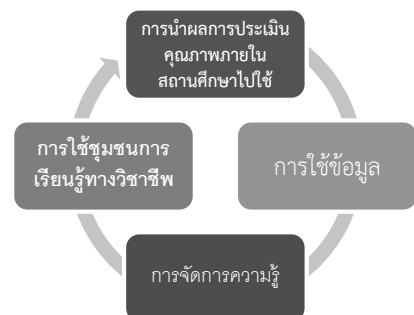 การนำผลการประเมิน
คุณภาพภายใน
สถานศึกษาไปใช้
การใช้ข้อมูล
การจัดการความรู้
การใช้ชุมชนการ
เรียนรู้ทางวิชาชีพ